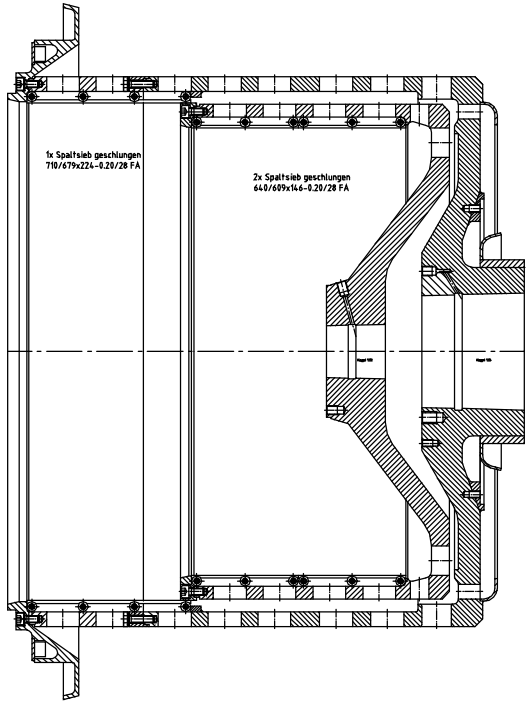 1x Spaltsieb geschlungen
710/679x224-0.20/28 FA
2x Spaltsieb geschlungen
640/609x146-0.20/28 FA